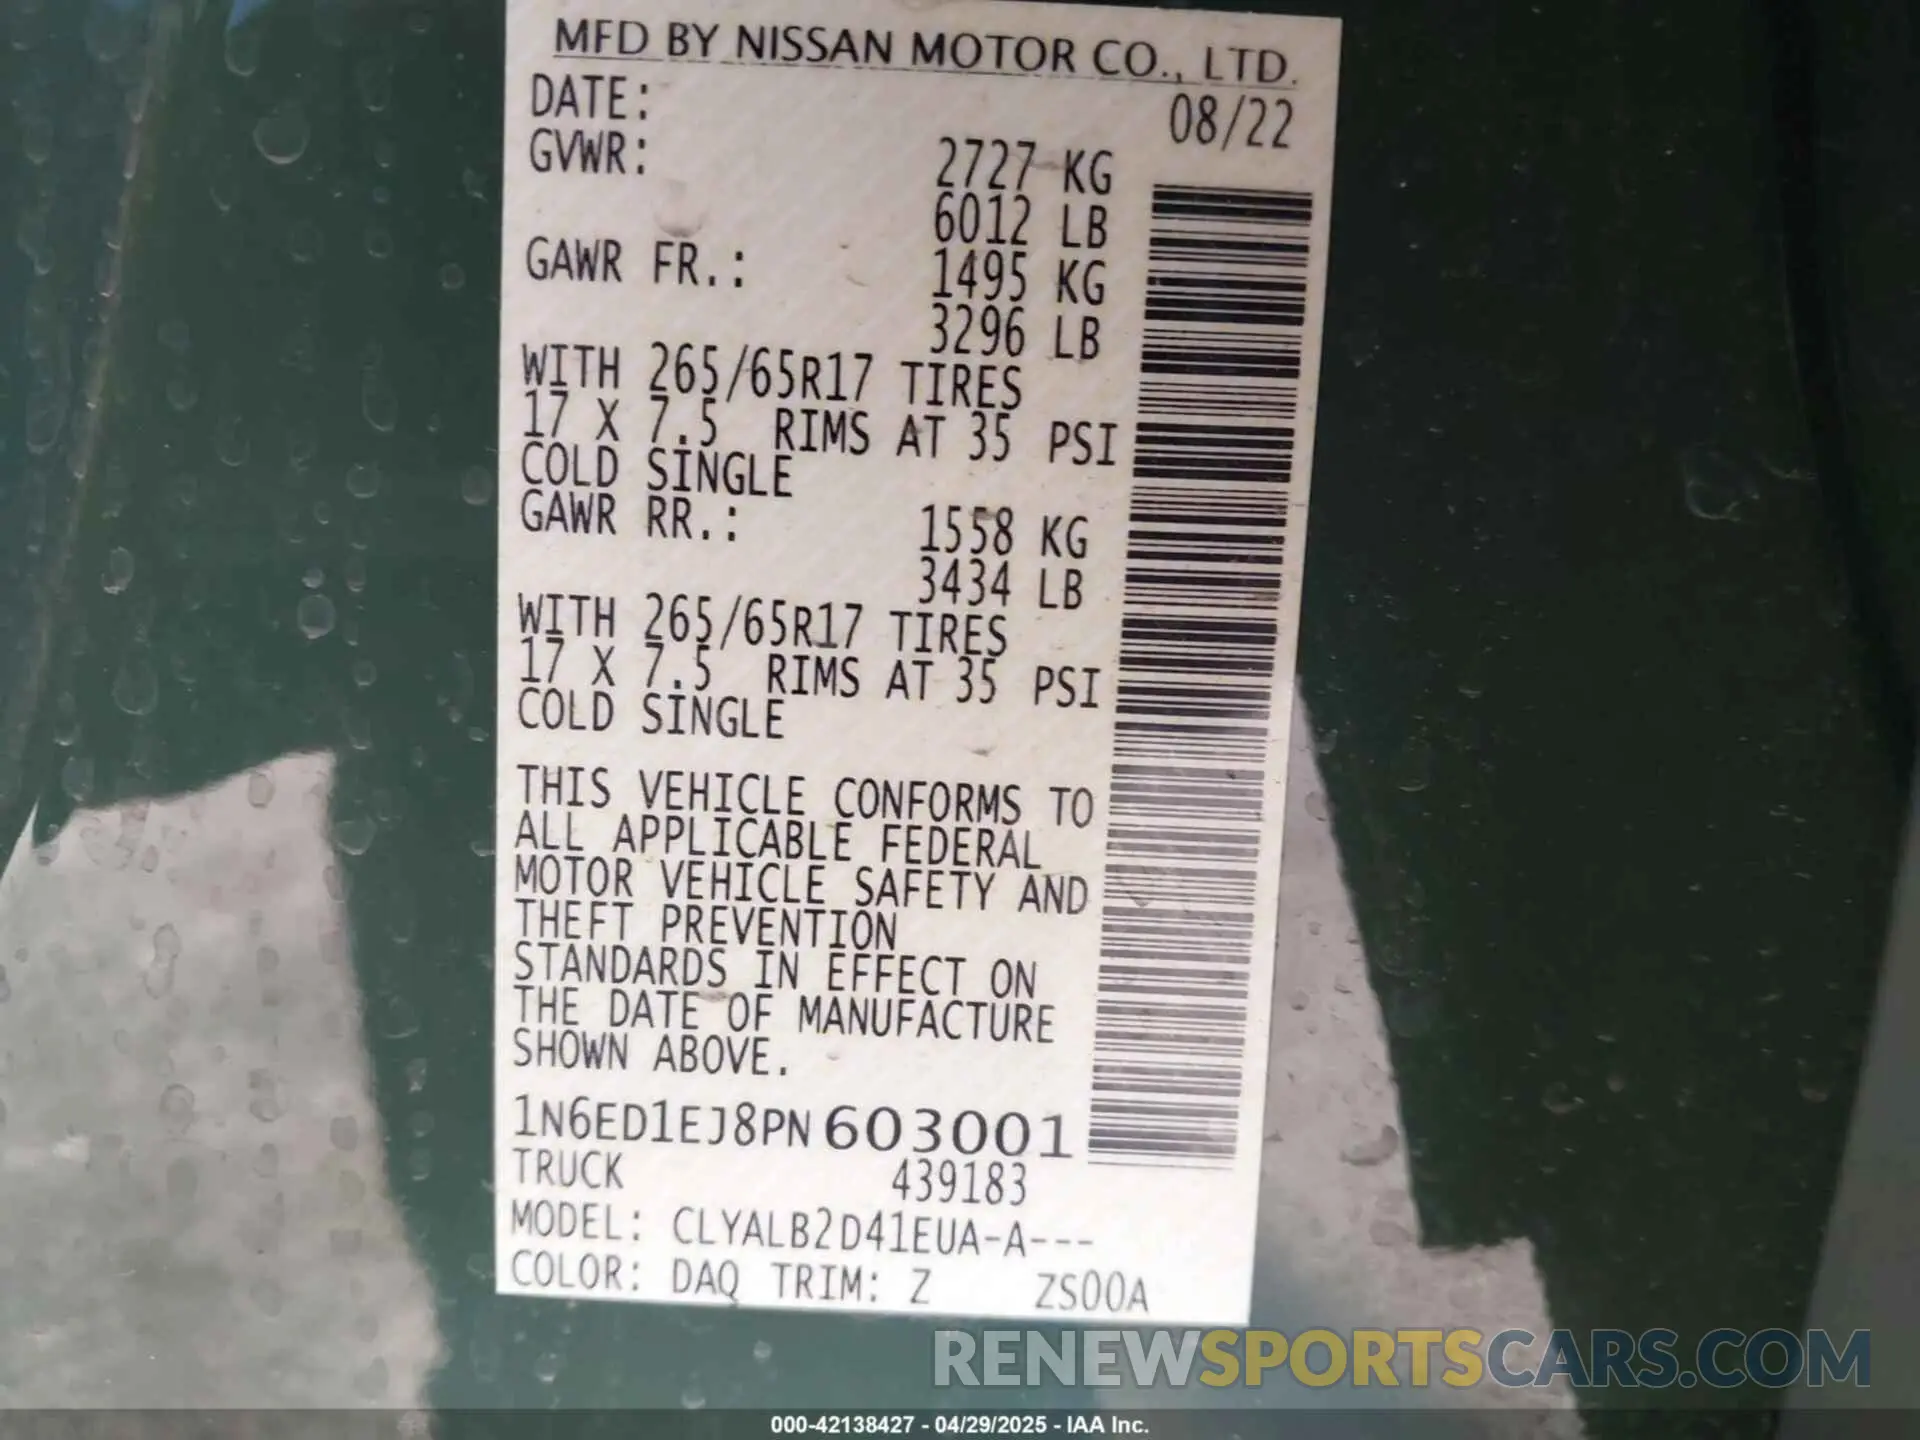 MFD BY NISSAN MOTOR CO., LTD.
DATE: 08/22
GVWR: 2727 KG
6012 LB
GAWR FR.: 1495 KG
3296 LB
WITH 265/65R17 TIRES
17 X 7.5 RIMS AT 35 PSI
COLD SINGLE
GAWR RR.: 1558 KG
3434 LB
WITH 265/65R17 TIRES
17 X 7.5 RIMS AT 35 PSI
COLD SINGLE
THIS VEHICLE CONFORMS TO
ALL APPLICABLE FEDERAL
MOTOR VEHICLE SAFETY AND
THEFT PREVENTION
STANDARDS IN EFFECT ON
THE DATE OF MANUFACTURE
SHOWN ABOVE.
1N6ED1EJ8PN603001
TRUCK 439183
MODEL: CLYALB2D41EUA-A---
COLOR: DAQ TRIM: Z ZS00A
RENEWSPORTSCARS.COM
000-42138427 - 04/29/2025 - IAA Inc.